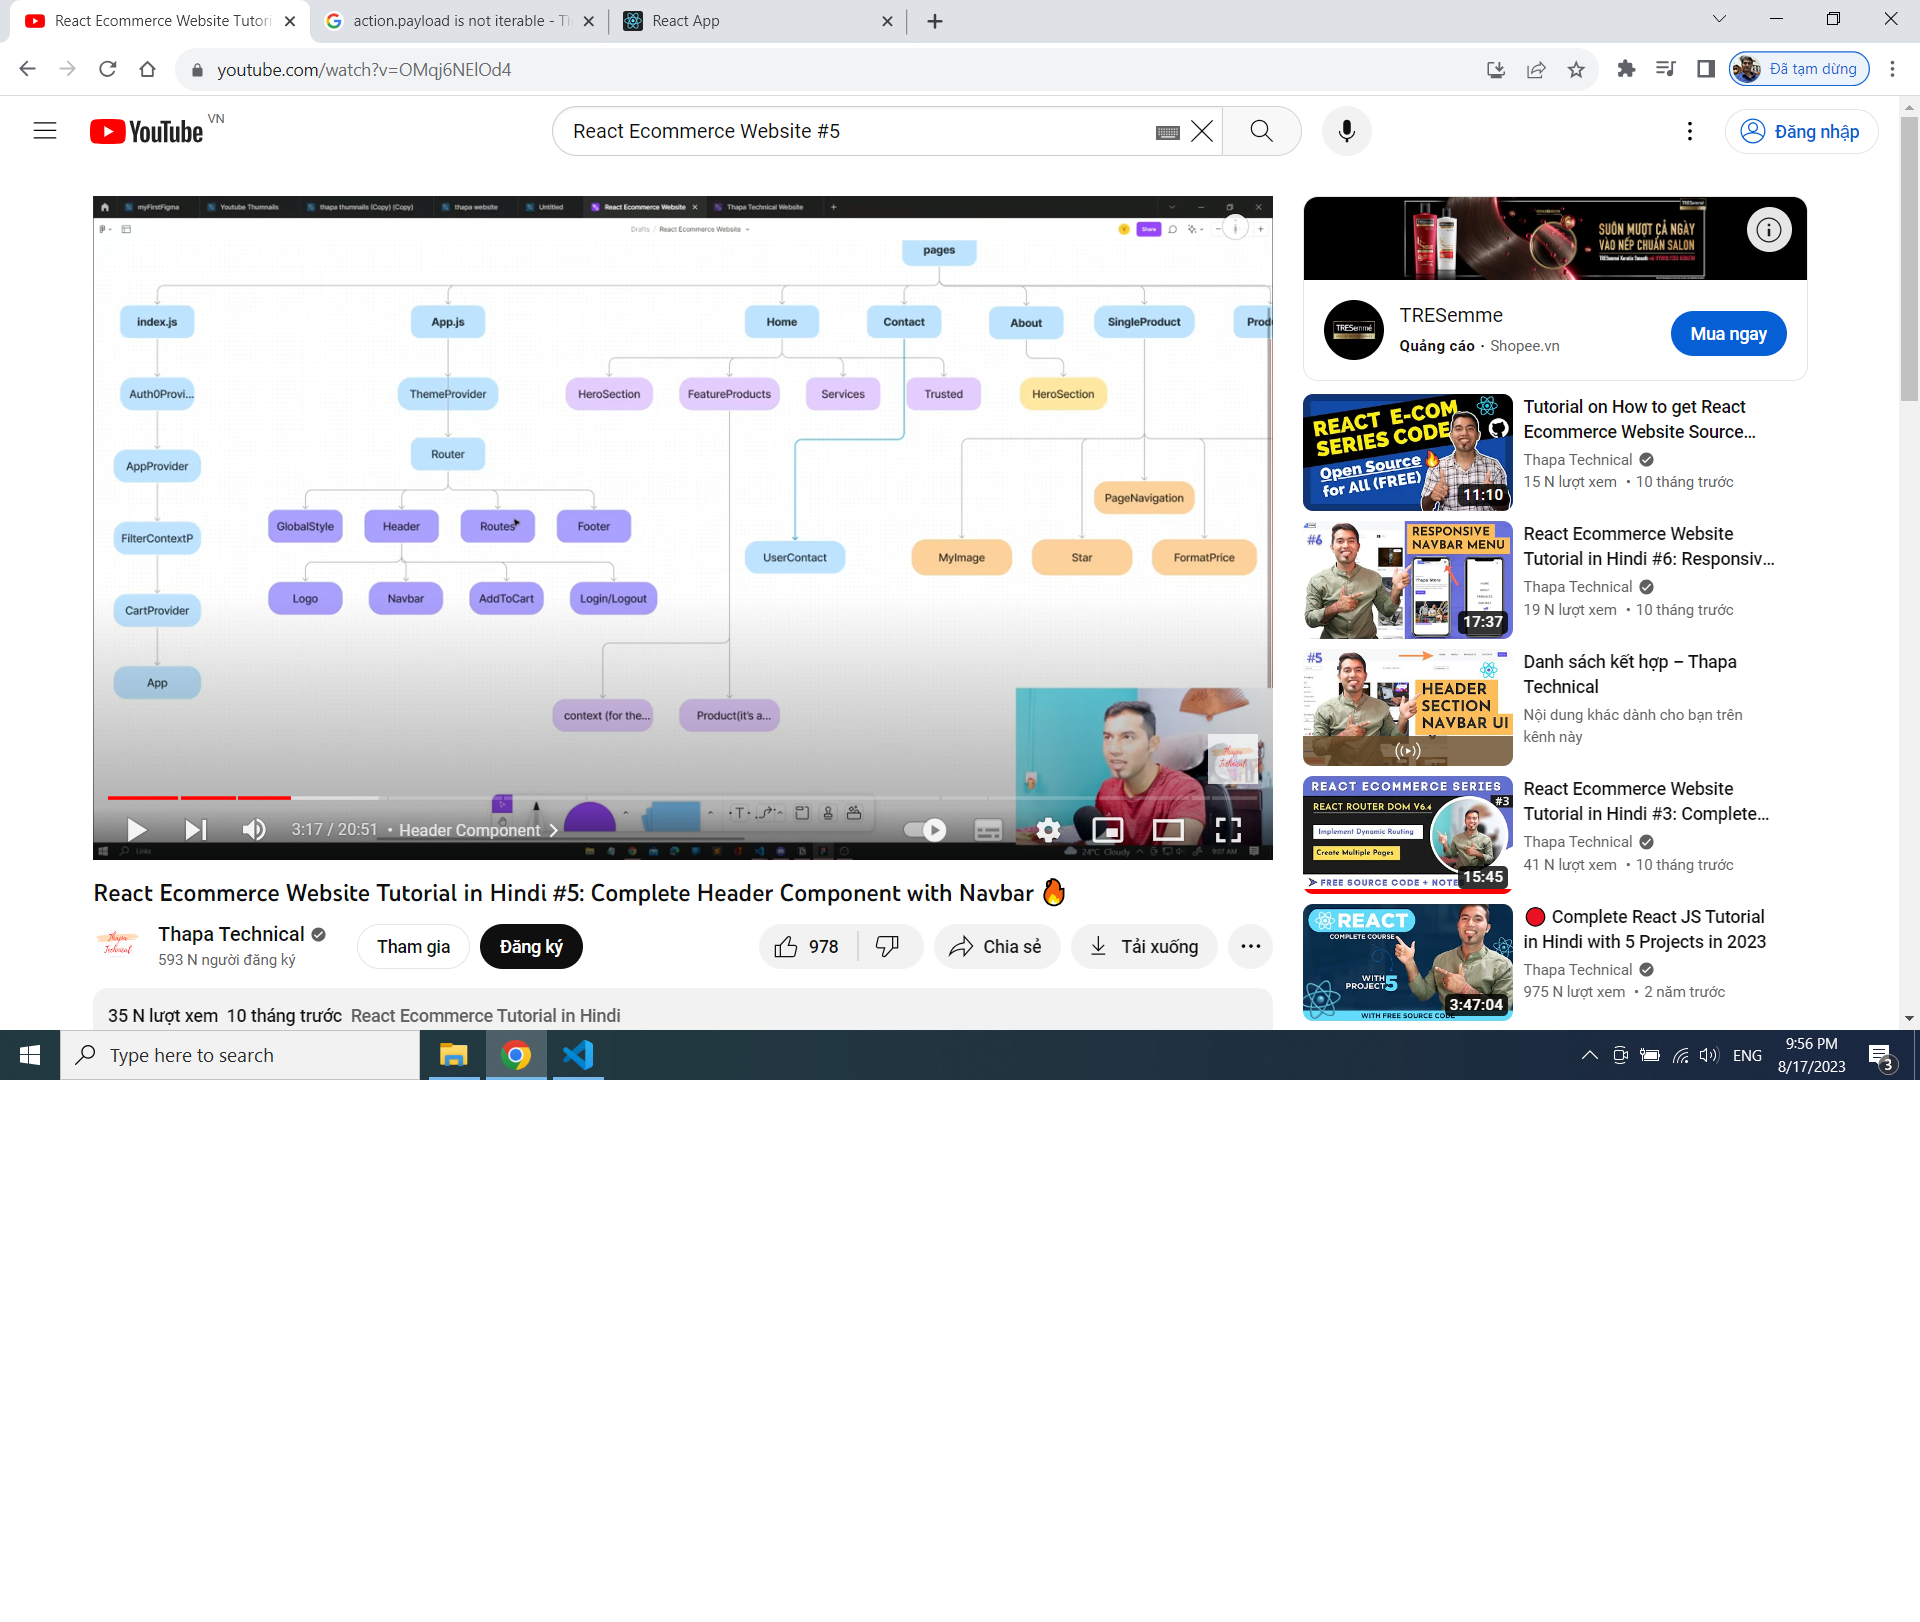 React Ecommerce Website Tutori
action.payload is not iterable - Ti
React App
youtube.com/watch?v=OMqj6NElOd4
Đã tạm dừng
YouTube VN
React Ecommerce Website #5
Đăng nhập
myFirstFigma
Youtube Thumnails
thapa thumnails (Copy) (Copy)
thapa website
Untitled
React Ecommerce Website
Thapa Technical Website
Drafts / React Ecommerce Website
Share
pages
index.js
App.js
Home
Contact
About
SingleProduct
Prod
Auth0Provi...
ThemeProvider
HeroSection
FeatureProducts
Services
Trusted
HeroSection
Router
AppProvider
PageNavigation
GlobalStyle
Header
Routes
Footer
FilterContextP
UserContact
MyImage
Star
FormatPrice
Logo
Navbar
AddToCart
Login/Logout
CartProvider
App
context (for the...
Product(it's a...
Thapa
Technical
3:17 / 20:51 • Header Component
Links
24°C Cloudy
9:07 AM
React Ecommerce Website Tutorial in Hindi #5: Complete Header Component with Navbar 🔥
Thapa Technical
Thapa Technical
593 N người đăng ký
Tham gia
Đăng ký
978
Chia sẻ
Tải xuống
35 N lượt xem 10 tháng trước React Ecommerce Tutorial in Hindi
TRESemmé
SUÔN MƯỢT CẢ NGÀY
VÀO NẾP CHUẨN SALON
TRESemmé
TRESemme
Quảng cáo · Shopee.vn
Mua ngay
REACT E-COM
SERIES CODE
Open Source
for All (FREE)
11:10
Tutorial on How to get React
Ecommerce Website Source...
Thapa Technical
15 N lượt xem • 10 tháng trước
#6
RESPONSIVE
NAVBAR MENU
17:37
React Ecommerce Website
Tutorial in Hindi #6: Responsiv...
Thapa Technical
19 N lượt xem • 10 tháng trước
#5
HEADER
SECTION
NAVBAR UI
Danh sách kết hợp – Thapa
Technical
Nội dung khác dành cho bạn trên
kênh này
REACT ECOMMERCE SERIES
#3
REACT ROUTER DOM V6.4
Implement Dynamic Routing
Create Multiple Pages
FREE SOURCE CODE + NOTE
15:45
React Ecommerce Website
Tutorial in Hindi #3: Complete...
Thapa Technical
41 N lượt xem • 10 tháng trước
REACT
COMPLETE COURSE
WITH 5
PROJECT
WITH FREE SOURCE CODE
3:47:04
🔴 Complete React JS Tutorial
in Hindi with 5 Projects in 2023
Thapa Technical
975 N lượt xem • 2 năm trước
Type here to search
ENG
9:56 PM
8/17/2023
3